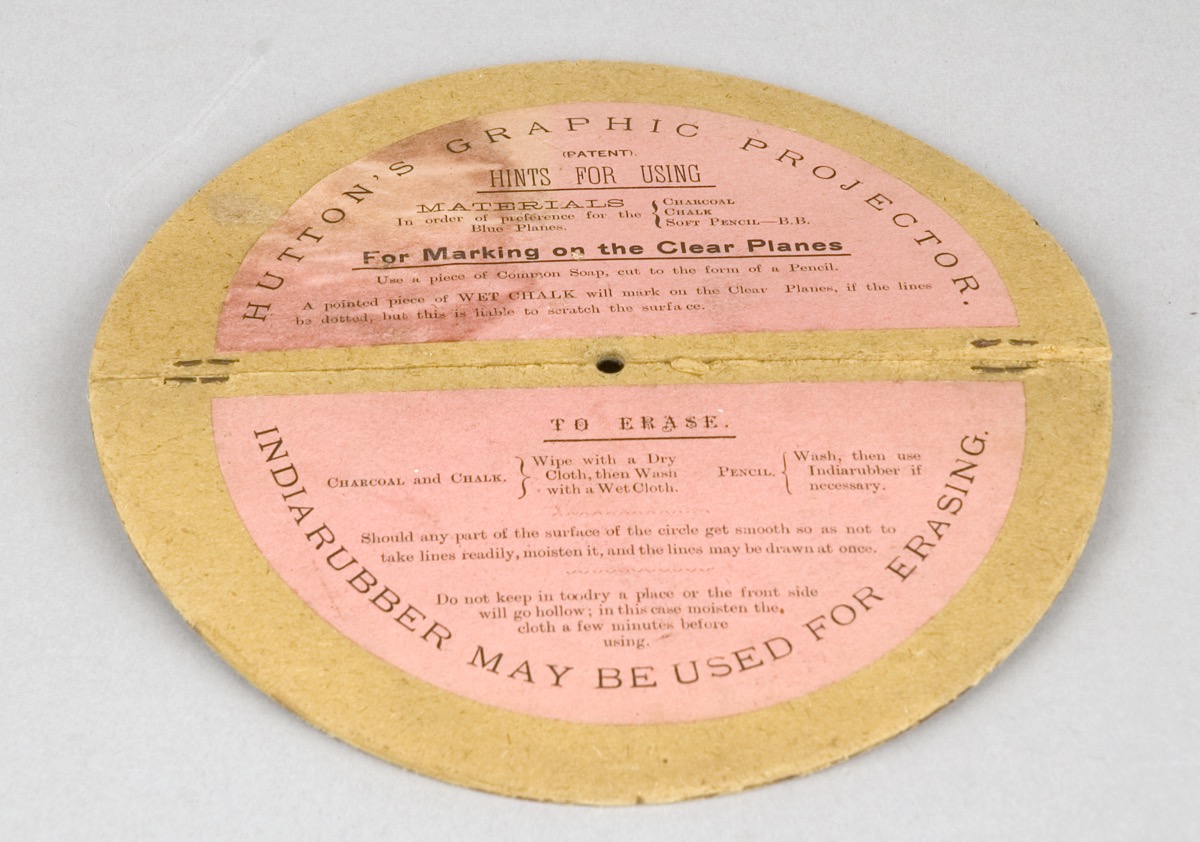 HUTTON'S GRAPHIC PROJECTOR.
(PATENT).
HINTS FOR USING
MATERIALS
In order of preference for the
Blue Planes.
CHARCOAL
CHALK
SOFT PENCIL—B.B.
For Marking on the Clear Planes
Use a piece of Common Soap, cut to the form of a Pencil.
A pointed piece of WET CHALK will mark on the Clear Planes, if the lines
be dotted, but this is liable to scratch the surface.
TO ERASE.
CHARCOAL and CHALK.
Wipe with a Dry
Cloth, then Wash
with a Wet Cloth.
PENCIL.
Wash, then use
Indiarubber if
necessary.
Should any part of the surface of the circle get smooth so as not to
take lines readily, moisten it, and the lines may be drawn at once.
Do not keep in too dry a place or the front side
will go hollow; in this case moisten the
cloth a few minutes before
using.
INDIARUBBER MAY BE USED FOR ERASING.